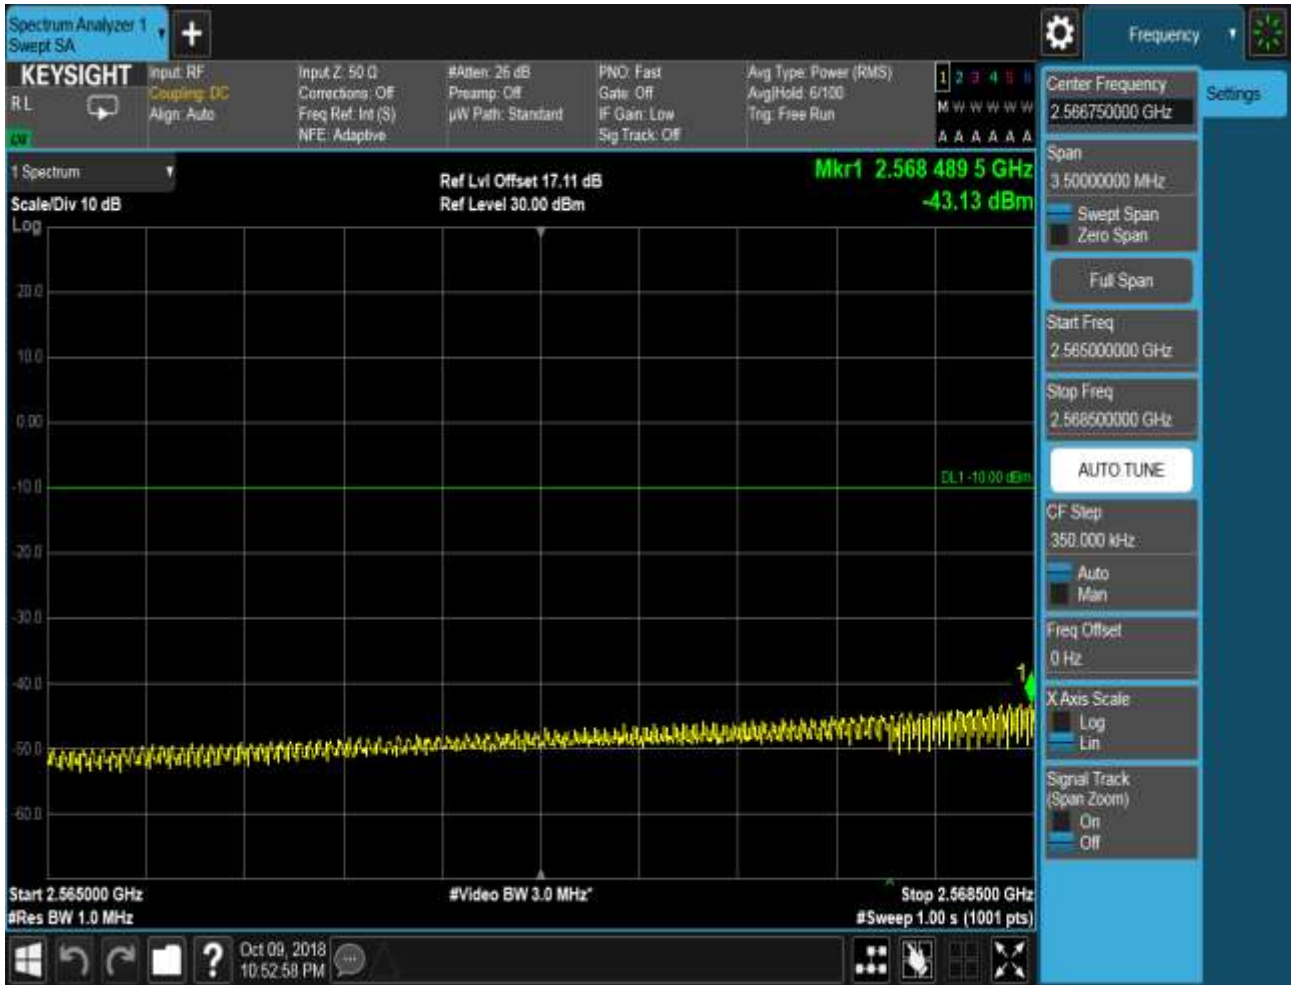 Spectrum Analyzer 1
Swept SA
Frequency
KEYSIGHT
RL
Input: RF
Coupling: DC
Align: Auto
Input Z: 50 Ω
Corrections: Off
Freq Ref: Int (S)
NFE: Adaptive
#Atten: 26 dB
Preamp: Off
µW Path: Standard
PNO: Fast
Gate: Off
IF Gain: Low
Sig Track: Off
Avg Type: Power (RMS)
Avg|Hold: 6/100
Trig: Free Run
1 2 3 4 5 6
M W W W W W
A A A A A A
1 Spectrum
Scale/Div 10 dB
Log
Ref Lvl Offset 17.11 dB
Ref Level 30.00 dBm
Mkr1 2.568 489 5 GHz
-43.13 dBm
20.0
10.0
0.00
-10.0
-20.0
-30.0
-40.0
-50.0
-60.0
DL1 -10.00 dBm
1
Start 2.565000 GHz
#Res BW 1.0 MHz
#Video BW 3.0 MHz*
Stop 2.568500 GHz
#Sweep 1.00 s (1001 pts)
Center Frequency
2.566750000 GHz
Settings
Span
3.50000000 MHz
Swept Span
Zero Span
Full Span
Start Freq
2.565000000 GHz
Stop Freq
2.568500000 GHz
AUTO TUNE
CF Step
350.000 kHz
Auto
Man
Freq Offset
0 Hz
X Axis Scale
Log
Lin
Signal Track
(Span Zoom)
On
Off
?
Oct 09, 2018
10:52:58 PM